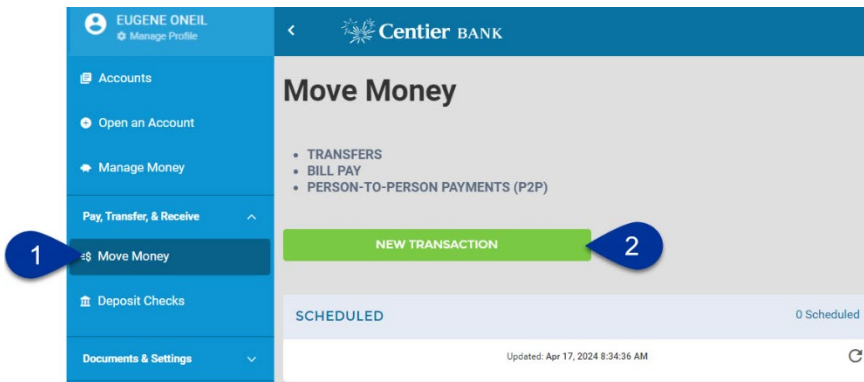 EUGENE ONEIL
Manage Profile
Accounts
Open an Account
Manage Money
Pay, Transfer, & Receive
1
Move Money
Deposit Checks
Documents & Settings
Centier BANK
Move Money
• TRANSFERS
• BILL PAY
• PERSON-TO-PERSON PAYMENTS (P2P)
NEW TRANSACTION
2
SCHEDULED
0 Scheduled
Updated: Apr 17, 2024 8:34:36 AM